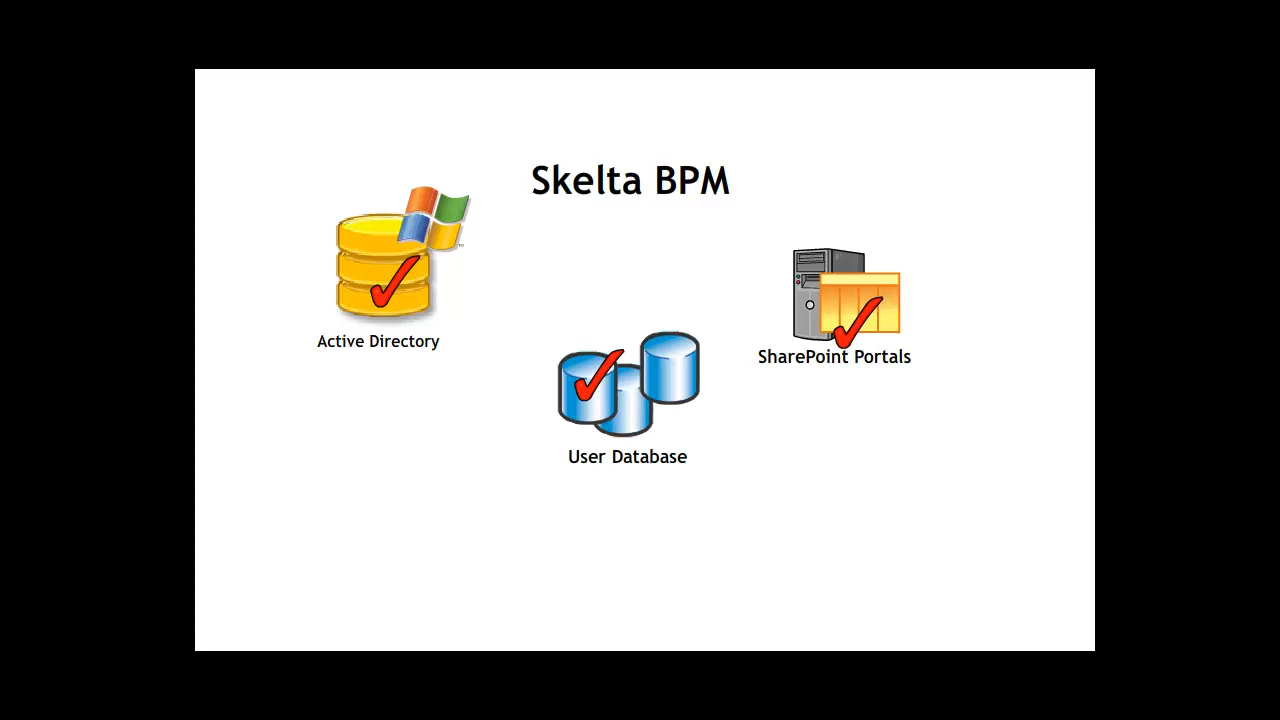 Skelta BPM
Active Directory
SharePoint Portals
User Database